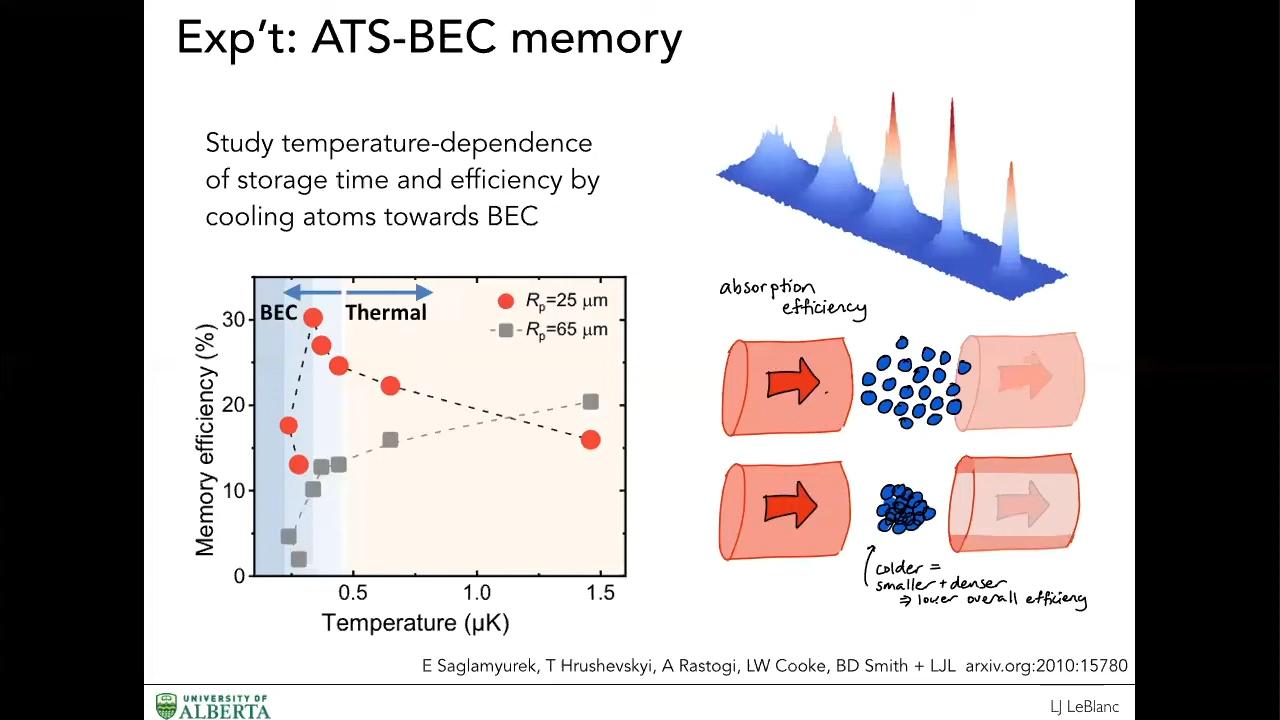 Exp't: ATS-BEC memory
Study temperature-dependence
of storage time and efficiency by
cooling atoms towards BEC
BEC
Thermal
Rp=25 μm
Rp=65 μm
Memory efficiency (%)
30
20
10
0
0.5
1.0
1.5
Temperature (μK)
absorption
efficiency
colder =
smaller + denser
⇒ lower overall efficieny
E Saglamyurek, T Hrushevskyi, A Rastogi, LW Cooke, BD Smith + LJL arxiv.org:2010:15780
UNIVERSITY OF
ALBERTA
LJ LeBlanc